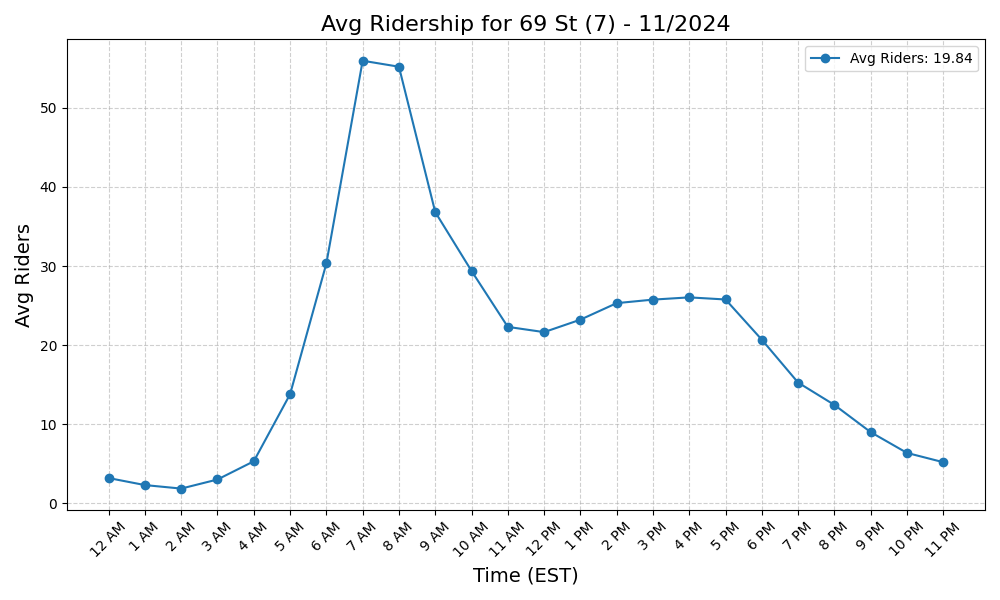 Avg Ridership for 69 St (7) - 11/2024
Avg Riders: 19.84
Avg Riders
50
40
30
20
10
0
12 AM
1 AM
2 AM
3 AM
4 AM
5 AM
6 AM
7 AM
8 AM
9 AM
10 AM
11 AM
12 PM
1 PM
2 PM
3 PM
4 PM
5 PM
6 PM
7 PM
8 PM
9 PM
10 PM
11 PM
Time (EST)